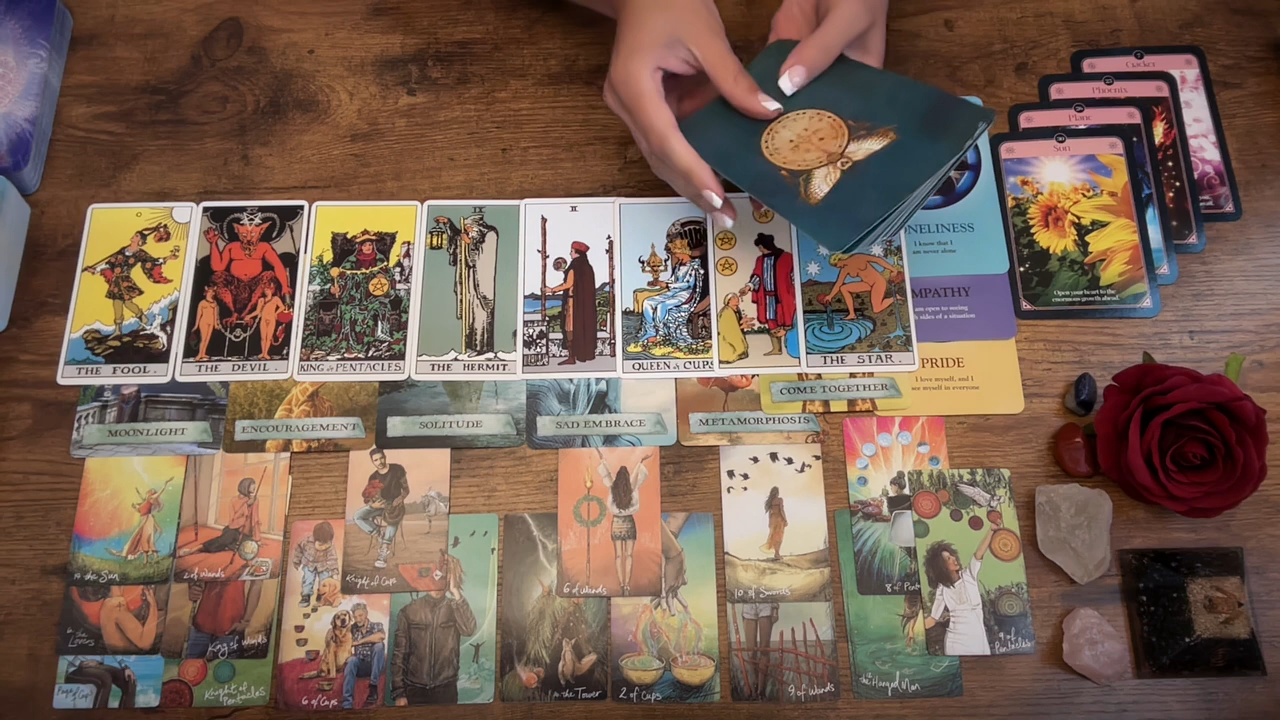 Cracker
Phoenix
Plane
Sun
Open your heart to the
enormous growth ahead.
THE FOOL.
THE DEVIL.
KING of PENTACLES.
THE HERMIT.
II
QUEEN of CUPS
THE STAR.
NELINESS
I know that I
am never alone
MPATHY
am open to seeing
sides of a situation
PRIDE
I love myself, and I
see myself in everyone
COME TOGETHER
MOONLIGHT
ENCOURAGEMENT
SOLITUDE
SAD EMBRACE
METAMORPHOSIS
the Sun
2 of Wands
Knight of Cups
6 of Wands
10 of Swords
8 of Pent
9 of
Pentacles
the
Lovers
King of Wands
Page of Cups
Knight of
Pentacles
6 of Cups
the Tower
2 of Cups
9 of Wands
the Hanged Man